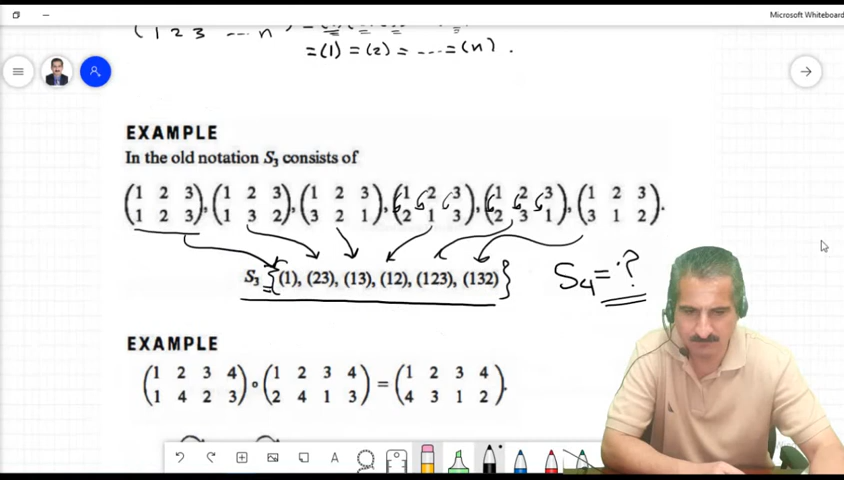 Microsoft Whiteboard
(1 2 3 ... n)
=(1) = (2) = ..... = (n).
EXAMPLE
In the old notation S₃ consists of
(1 2 3), (1 2 3), (1 2 3), (1 2 3), (1 2 3), (1 2 3).
(1 2 3) (1 3 2) (3 2 1) (2 1 3) (2 3 1) (3 1 2)
S₃ = {(1), (23), (13), (12), (123), (132)} S₄ = ?
EXAMPLE
(1 2 3 4) ∘ (1 2 3 4) = (1 2 3 4).
(1 4 2 3) (2 4 1 3) (4 3 1 2)